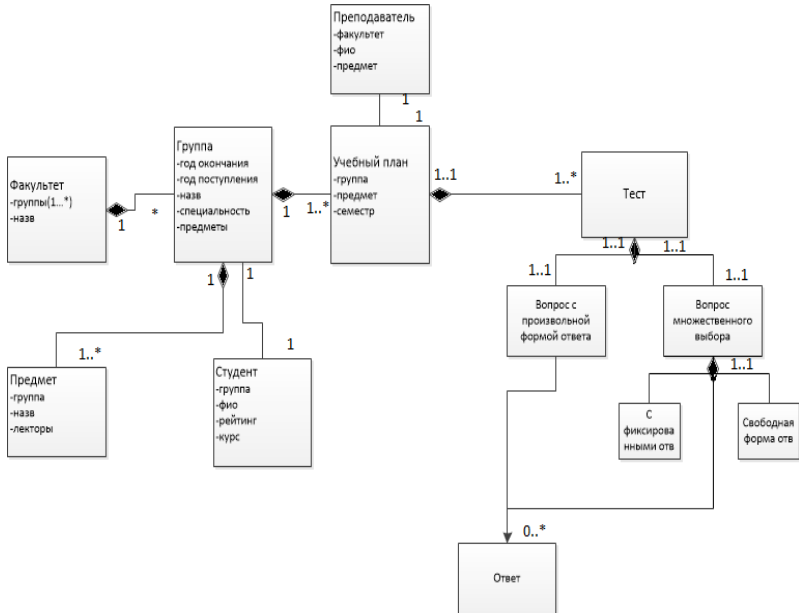 Преподаватель
-факультет
-фио
-предмет
1
1
Группа
-год окончания
-год поступления
-назв
-специальность
-предметы
Учебный план
-группа
-предмет
-семестр
Факультет
-группы(1...*)
-назв
1
*
1
1..*
1..1
1..*
Тест
1..1
1..1
1
1
1..1
1..1
Вопрос с
произвольной
формой ответа
Вопрос
множественного
выбора
1..*
1
1..1
Предмет
-группа
-назв
-лекторы
Студент
-группа
-фио
-рейтинг
-курс
С
фиксирова
нными отв
Свободная
форма отв
0..*
Ответ